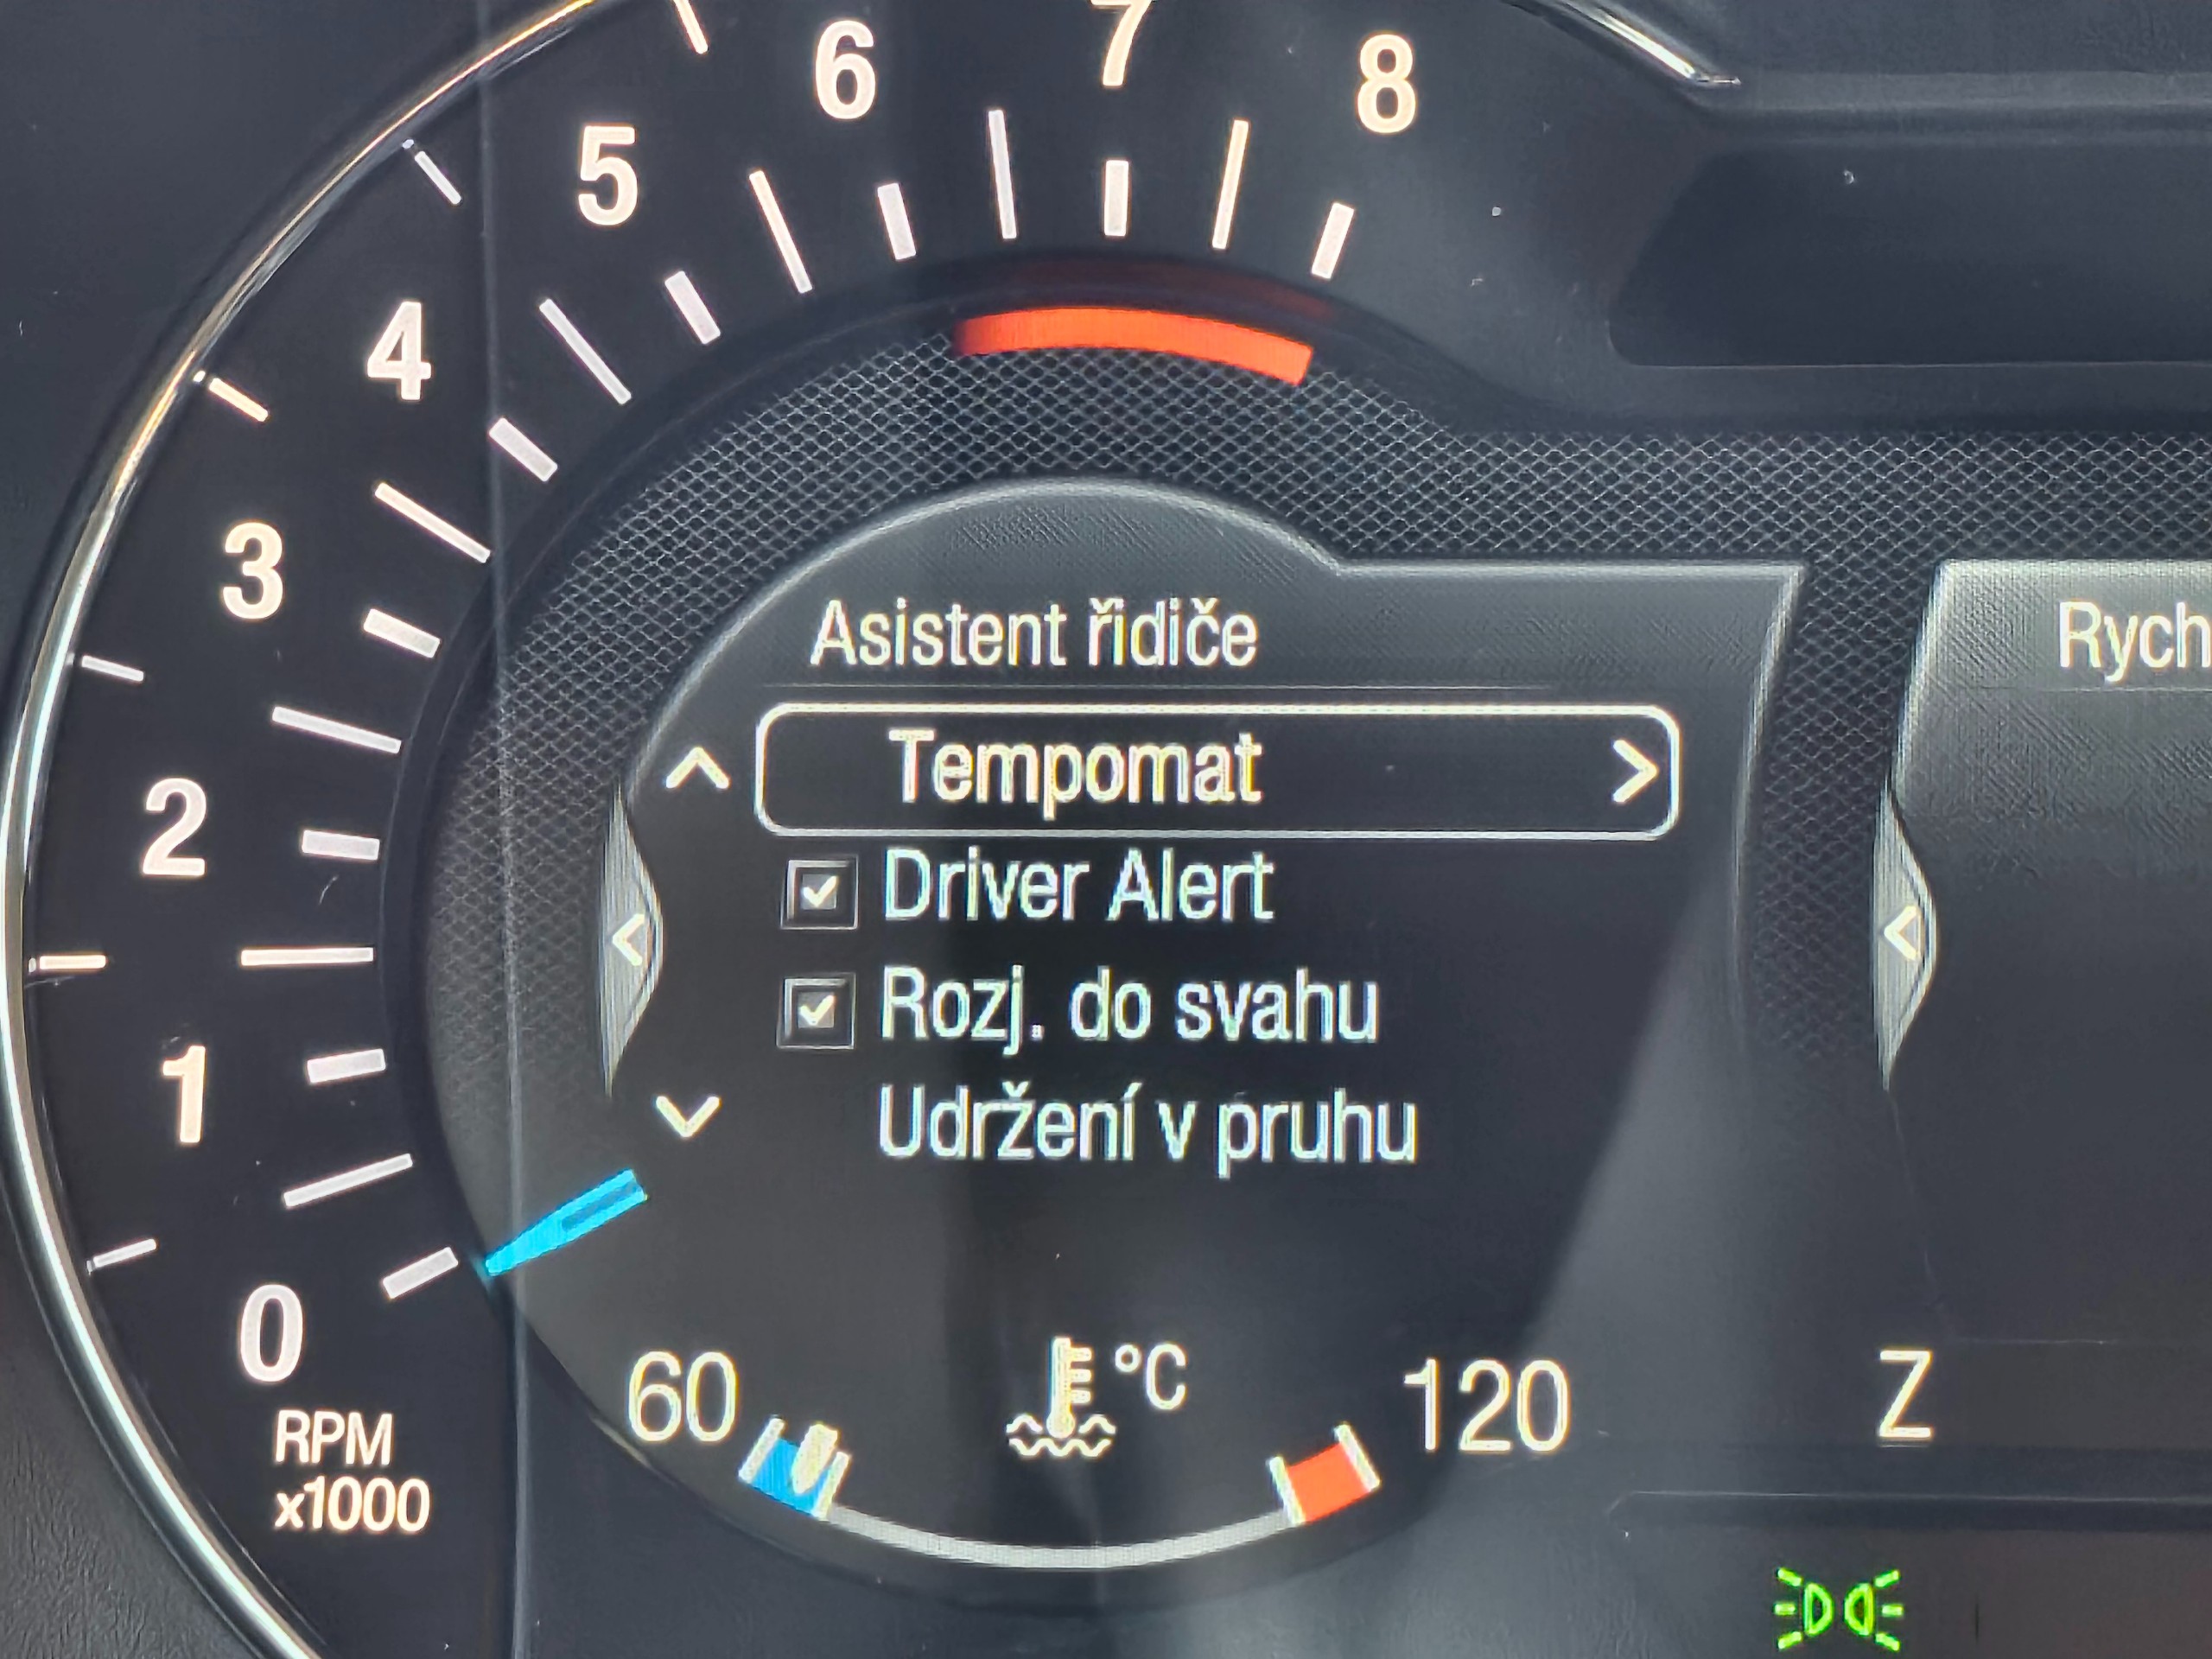 8
7
6
5
4
3
2
1
0
RPM
x1000
Asistent řidiče
Tempomat
Driver Alert
Rozj. do svahu
Udržení v pruhu
60
°C
120
Rych
Z